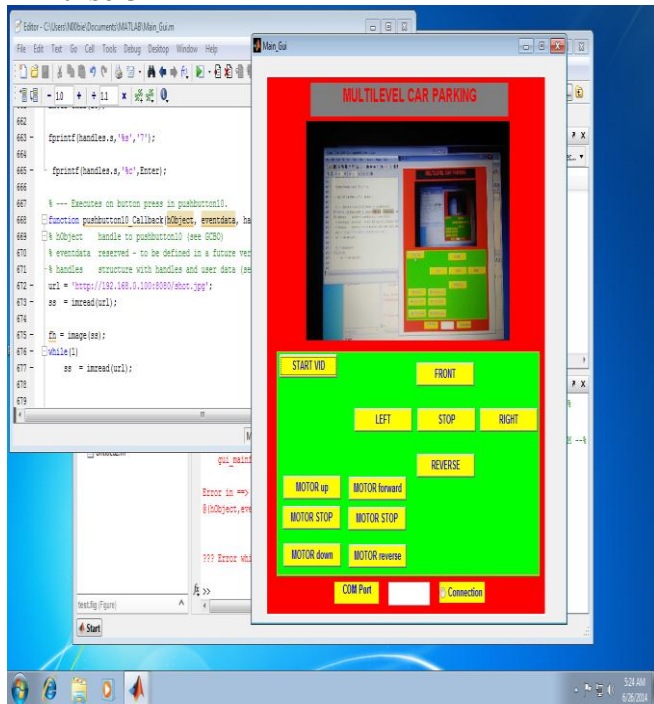 Editor - C:\Users\N00bie\Documents\MATLAB\Main_Gui.m
File Edit Text Go Cell Tools Debug Desktop Window Help
- 10 + ÷ 11 x
662
663 - fprintf(handles.s,'%s','7');
664
665 - fprintf(handles.s,'%c',Enter);
666
667 % --- Executes on button press in pushbutton10.
668 function pushbutton10_Callback(hObject, eventdata, ha
669 % hObject handle to pushbutton10 (see GCBO)
670 % eventdata reserved - to be defined in a future ver
671 % handles structure with handles and user data (se
672 - url = 'http://192.168.0.100:8080/shot.jpg';
673 - ss = imread(url);
674
675 - fh = image(ss);
676 - while(1)
677 - ss = imread(url);
678
679
Main_Gui
MULTILEVEL CAR PARKING
MULTILEVEL CAR PARKING
START VID
FRONT
LEFT STOP RIGHT
REVERSE
MOTOR up MOTOR forward
MOTOR STOP MOTOR STOP
MOTOR down MOTOR reverse
COM Port Connection
gui_mainf
Error in ==>
@(hObject,eve
??? Error whi
fx >>
test.fig (Figure)
Start
5:24 AM
6/26/2014